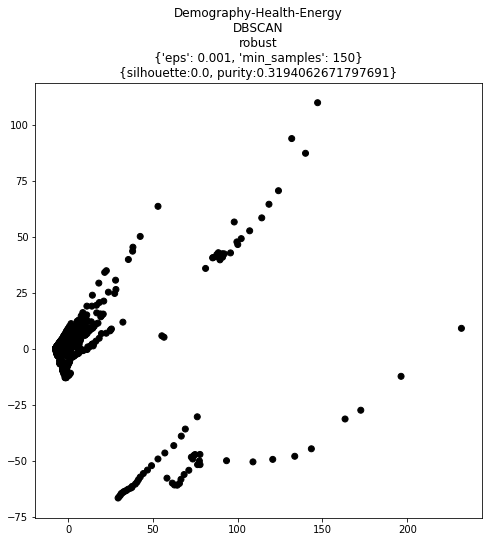 Demography-Health-Energy
DBSCAN
robust
{'eps': 0.001, 'min_samples': 150}
{silhouette:0.0, purity:0.3194062671797691}
100
75
50
25
0
−25
−50
−75
0
50
100
150
200